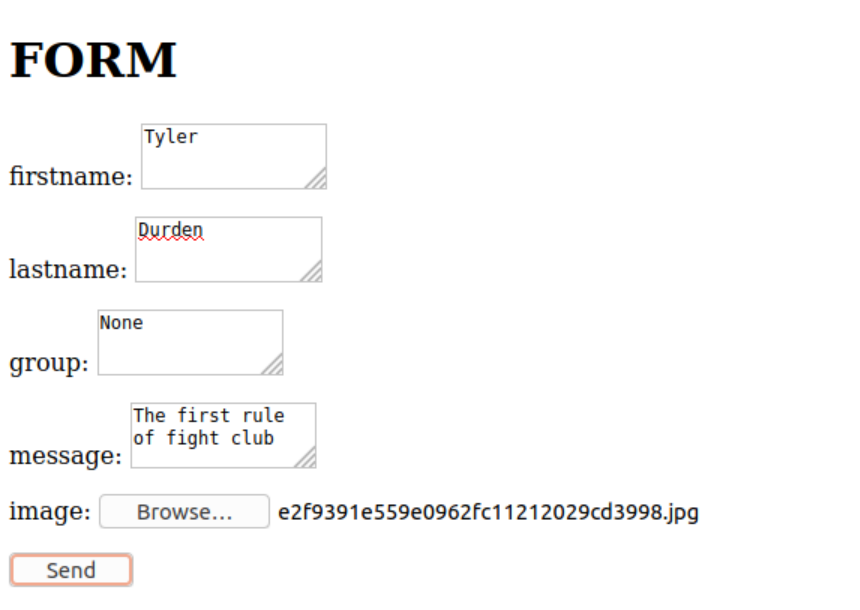 FORM
Tyler
firstname:
Durden
lastname:
None
group:
The first rule
of fight club
message:
image: Browse... e2f9391e559e0962fc11212029cd3998.jpg
Send